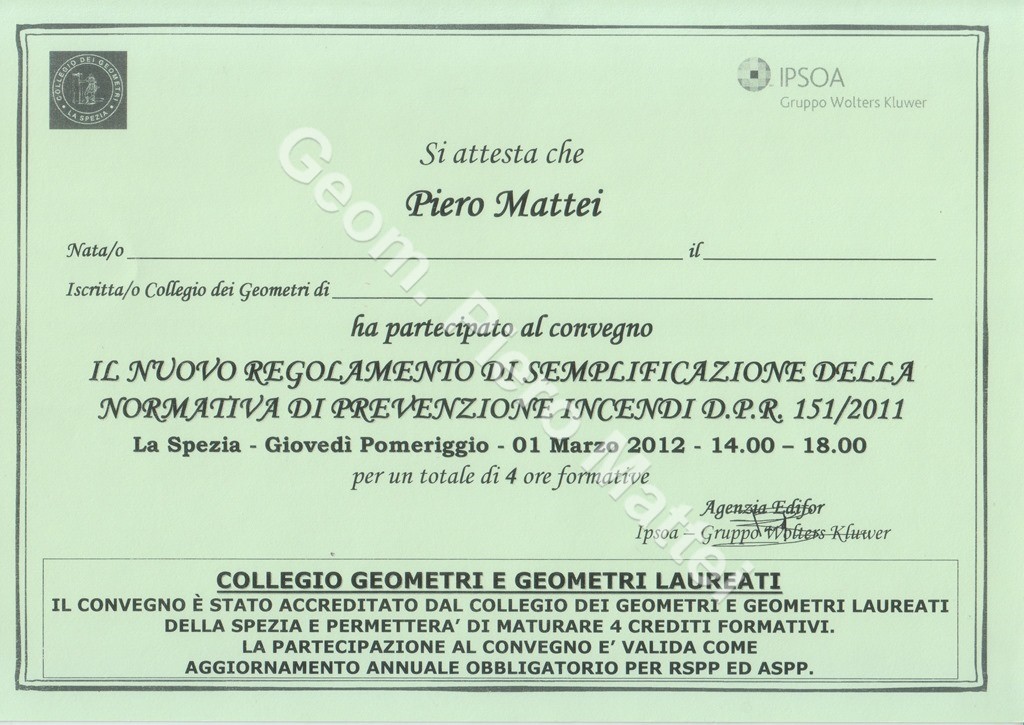 COLLEGIO DEI GEOMETRI
LA SPEZIA
IPSOA
Gruppo Wolters Kluwer
Si attesta che
Piero Mattei
Nata/o il
Iscritta/o Collegio dei Geometri di
ha partecipato al convegno
IL NUOVO REGOLAMENTO DI SEMPLIFICAZIONE DELLA
NORMATIVA DI PREVENZIONE INCENDI D.P.R. 151/2011
La Spezia - Giovedì Pomeriggio - 01 Marzo 2012 - 14.00 – 18.00
per un totale di 4 ore formative
Agenzia Edifor
Ipsoa – Gruppo Wolters Kluwer
COLLEGIO GEOMETRI E GEOMETRI LAUREATI
IL CONVEGNO È STATO ACCREDITATO DAL COLLEGIO DEI GEOMETRI E GEOMETRI LAUREATI
DELLA SPEZIA E PERMETTERA' DI MATURARE 4 CREDITI FORMATIVI.
LA PARTECIPAZIONE AL CONVEGNO E' VALIDA COME
AGGIORNAMENTO ANNUALE OBBLIGATORIO PER RSPP ED ASPP.
Geom. Piero Mattei